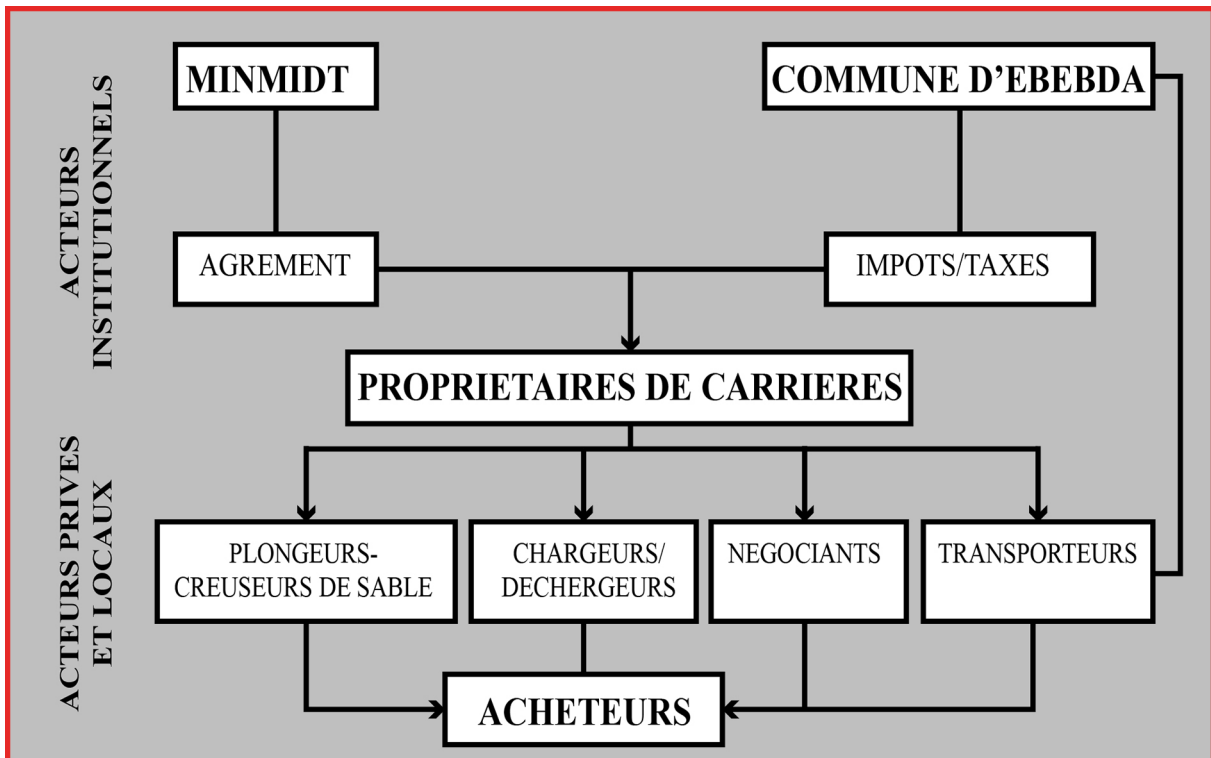 MINMIDT
COMMUNE D'EBEBDA
ACTEURS
INSTITUTIONNELS
AGREMENT
IMPOTS/TAXES
PROPRIETAIRES DE CARRIERES
ACTEURS PRIVES
ET LOCAUX
PLONGEURS-
CREUSEURS DE SABLE
CHARGEURS/
DECHERGEURS
NEGOCIANTS
TRANSPORTEURS
ACHETEURS